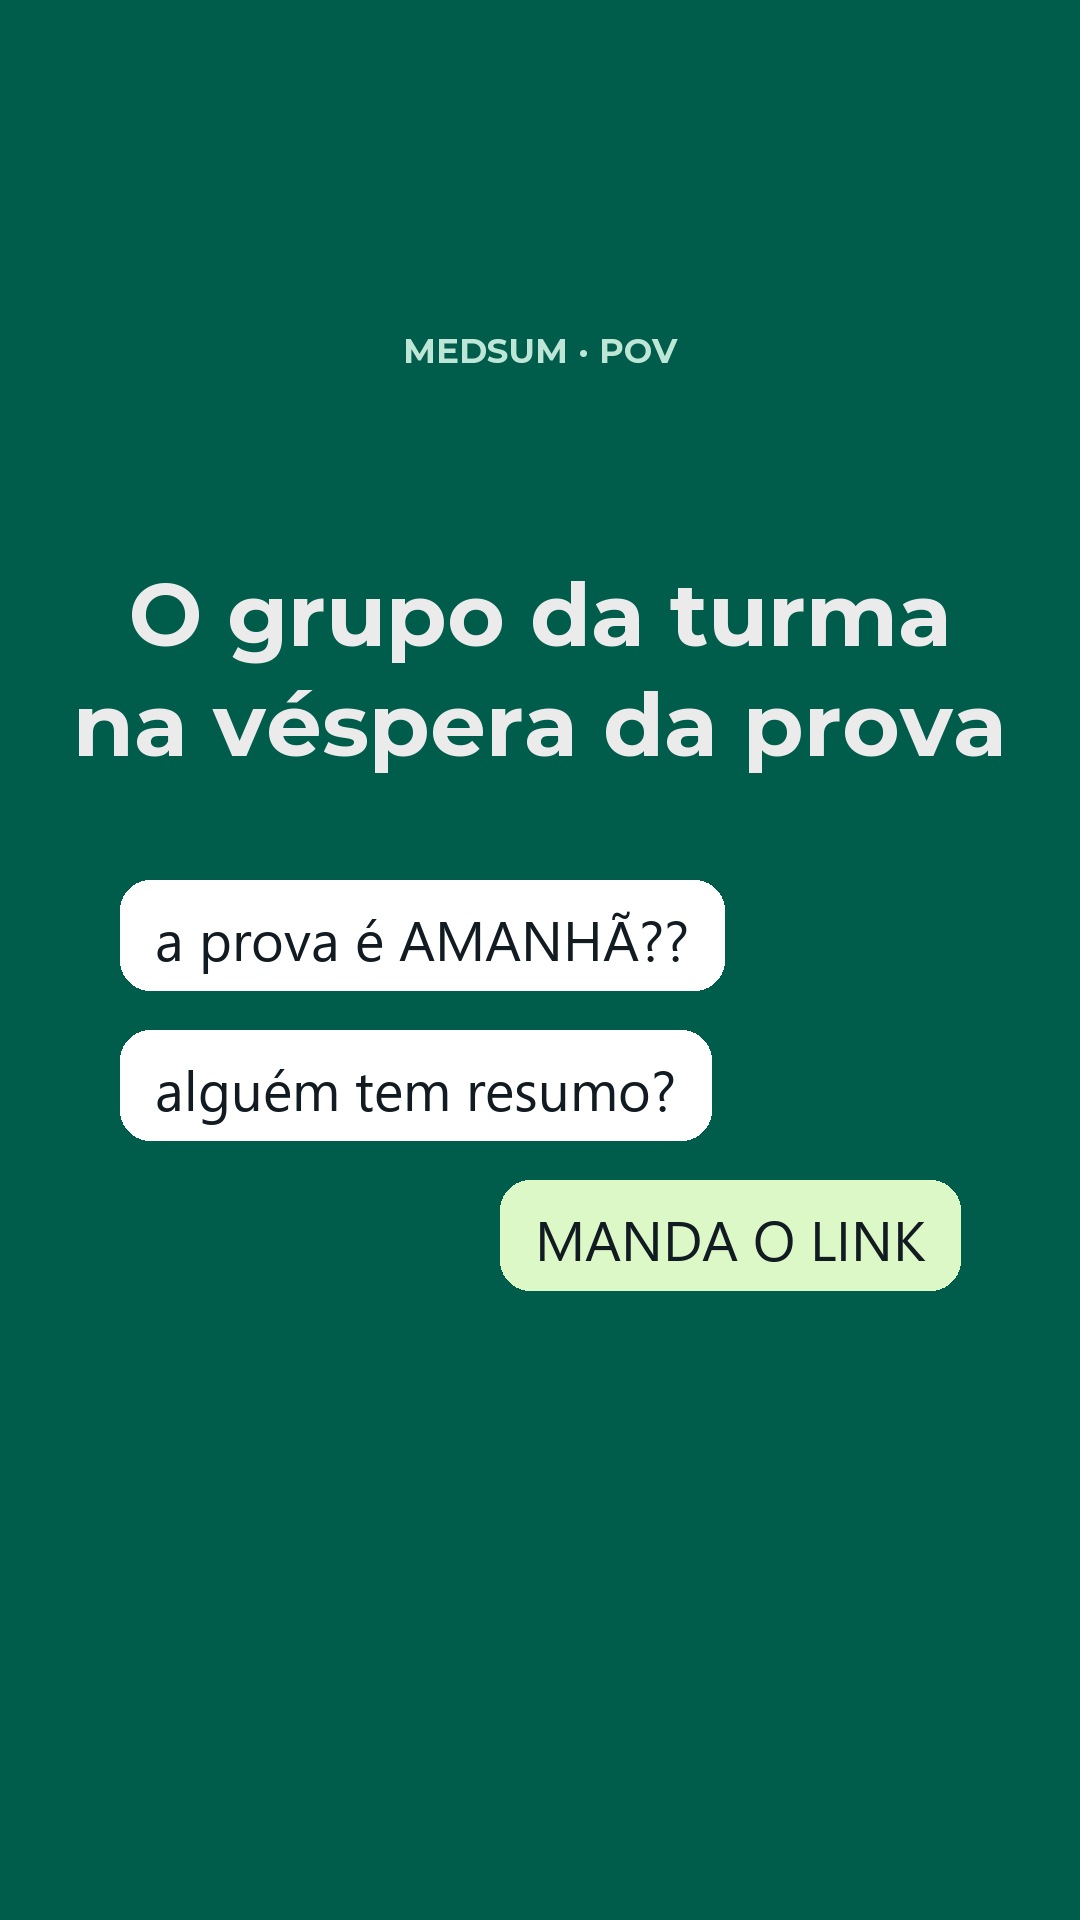 MEDSUM · POV
O grupo da turma
na véspera da prova
a prova é AMANHÃ??
alguém tem resumo?
MANDA O LINK